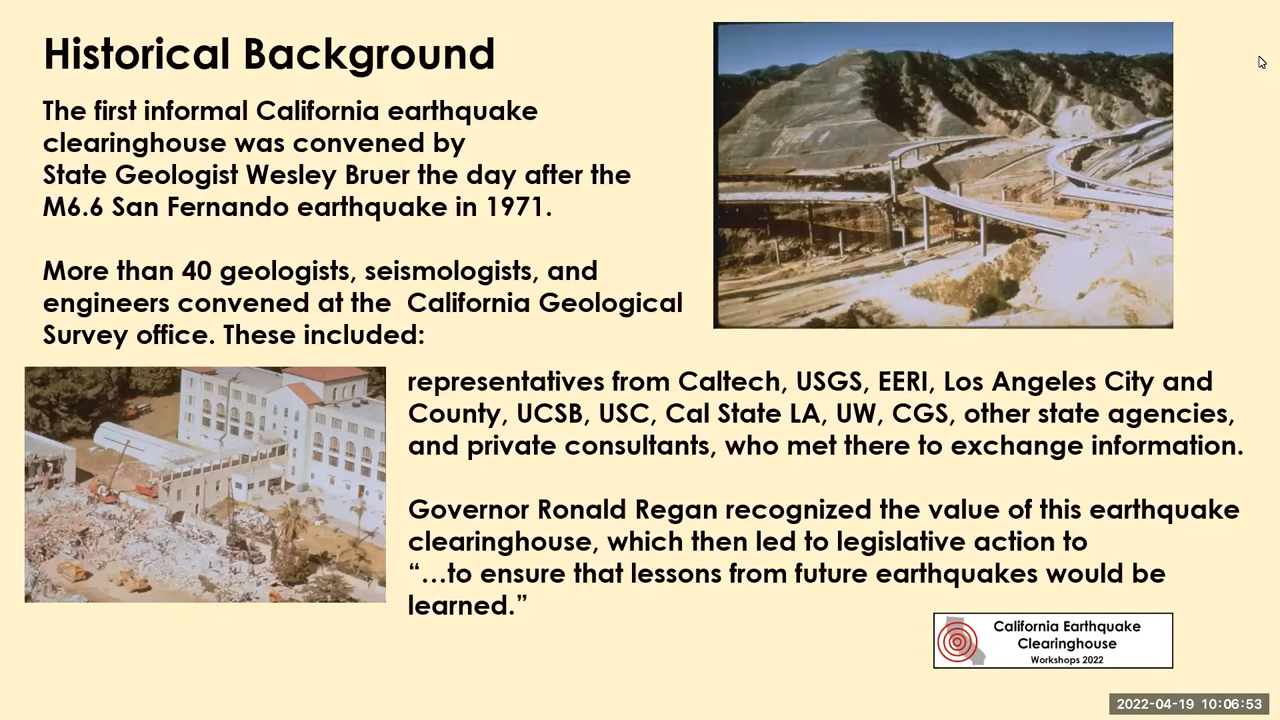 Historical Background
The first informal California earthquake
clearinghouse was convened by
State Geologist Wesley Bruer the day after the
M6.6 San Fernando earthquake in 1971.
More than 40 geologists, seismologists, and
engineers convened at the  California Geological
Survey office. These included:
representatives from Caltech, USGS, EERI, Los Angeles City and
County, UCSB, USC, Cal State LA, UW, CGS, other state agencies,
and private consultants, who met there to exchange information.
Governor Ronald Regan recognized the value of this earthquake
clearinghouse, which then led to legislative action to
“…to ensure that lessons from future earthquakes would be
learned.”
California Earthquake
Clearinghouse
Workshops 2022
2022-04-19 10:06:53